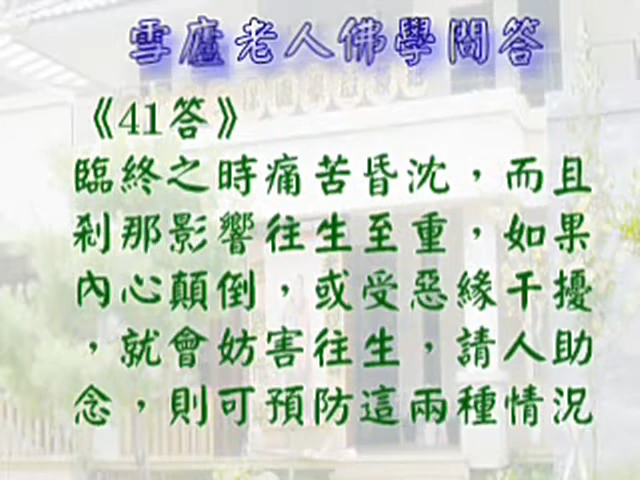 雪廬老人佛學問答
《41答》
臨終之時痛苦昏沈，而且
剎那影響往生至重，如果
內心顛倒，或受惡緣干擾
，就會妨害往生，請人助
念，則可預防這兩種情況